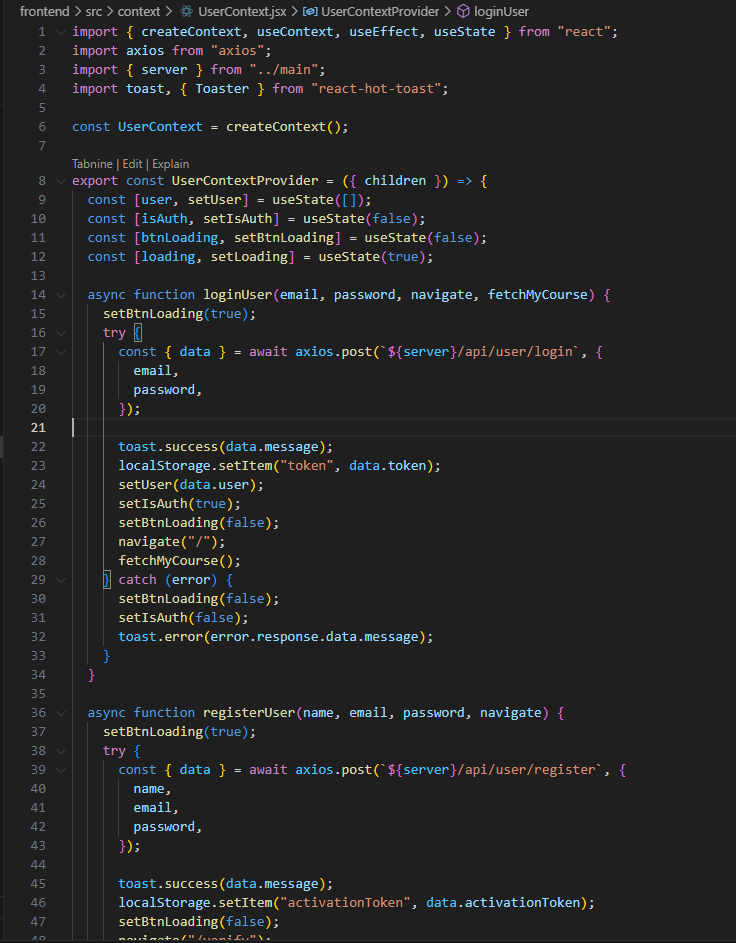 frontend > src > context > UserContext.jsx > UserContextProvider > loginUser
1 import { createContext, useContext, useEffect, useState } from "react";
2 import axios from "axios";
3 import { server } from "../main";
4 import toast, { Toaster } from "react-hot-toast";
5
6 const UserContext = createContext();
7
Tabnine | Edit | Explain
8 export const UserContextProvider = ({ children }) => {
9   const [user, setUser] = useState([]);
10   const [isAuth, setIsAuth] = useState(false);
11   const [btnLoading, setBtnLoading] = useState(false);
12   const [loading, setLoading] = useState(true);
13
14   async function loginUser(email, password, navigate, fetchMyCourse) {
15     setBtnLoading(true);
16     try {
17       const { data } = await axios.post(`${server}/api/user/login`, {
18         email,
19         password,
20       });
21
22       toast.success(data.message);
23       localStorage.setItem("token", data.token);
24       setUser(data.user);
25       setIsAuth(true);
26       setBtnLoading(false);
27       navigate("/");
28       fetchMyCourse();
29     } catch (error) {
30       setBtnLoading(false);
31       setIsAuth(false);
32       toast.error(error.response.data.message);
33     }
34   }
35
36   async function registerUser(name, email, password, navigate) {
37     setBtnLoading(true);
38     try {
39       const { data } = await axios.post(`${server}/api/user/register`, {
40         name,
41         email,
42         password,
43       });
44
45       toast.success(data.message);
46       localStorage.setItem("activationToken", data.activationToken);
47       setBtnLoading(false);
48       navigate("/verify");